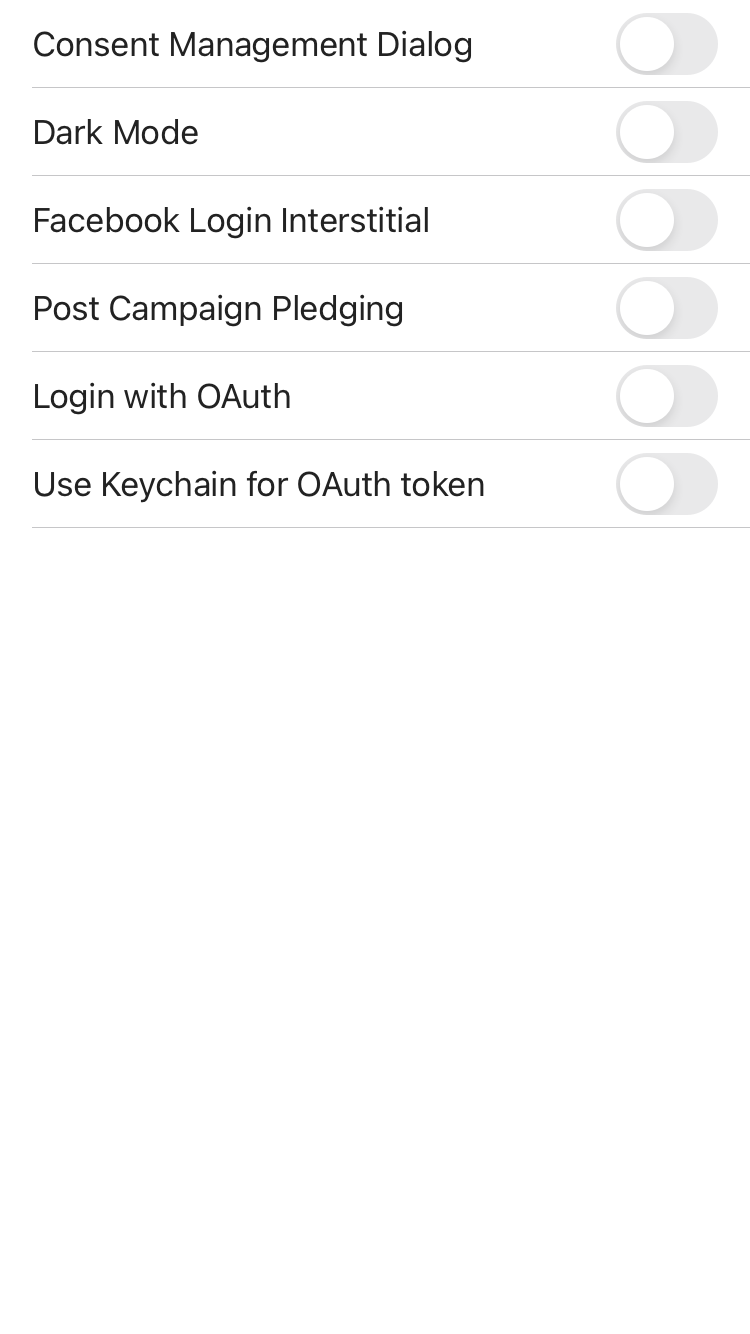 Consent Management Dialog
Dark Mode
Facebook Login Interstitial
Post Campaign Pledging
Login with OAuth
Use Keychain for OAuth token